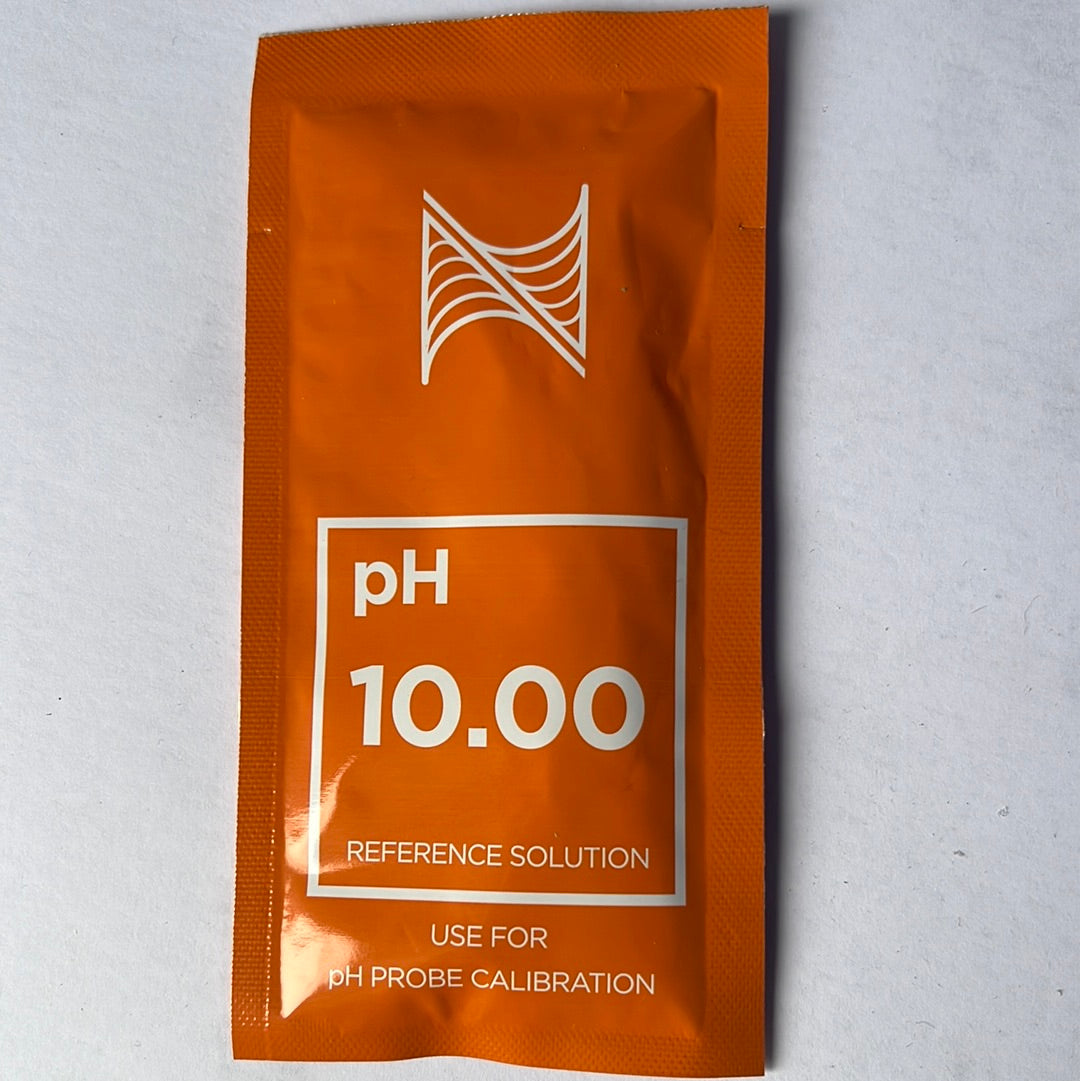 pH
10.00
REFERENCE SOLUTION
USE FOR
pH PROBE CALIBRATION